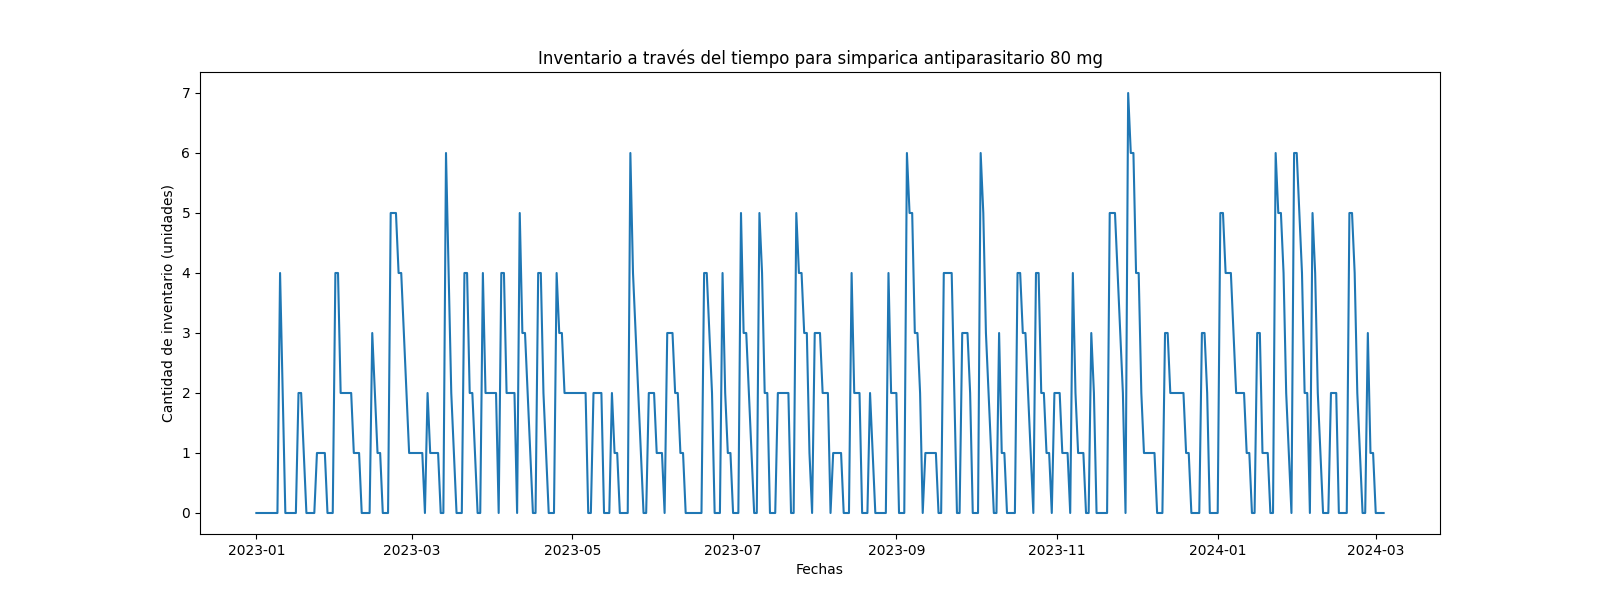 Inventario a través del tiempo para simparica antiparasitario 80 mg
Cantidad de inventario (unidades)
7
6
5
4
3
2
1
0
2023-01 2023-03 2023-05 2023-07 2023-09 2023-11 2024-01 2024-03
Fechas